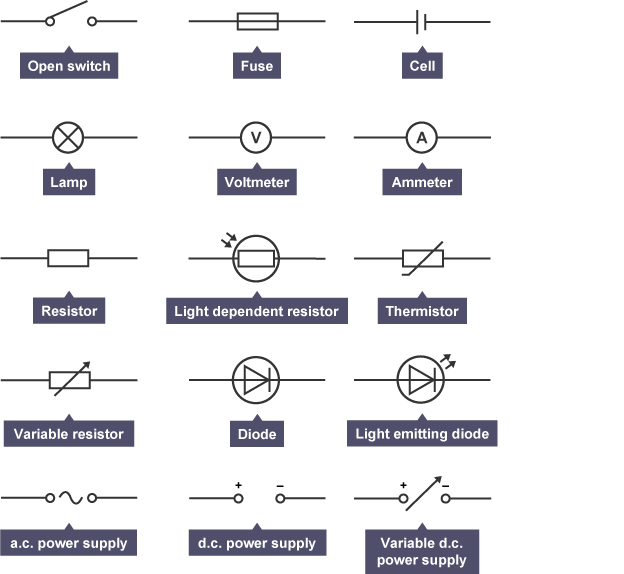 Open switch
Fuse
Cell
V
A
Lamp
Voltmeter
Ammeter
Resistor
Light dependent resistor
Thermistor
Variable resistor
Diode
Light emitting diode
+ −
+ −
a.c. power supply
d.c. power supply
Variable d.c.
power supply